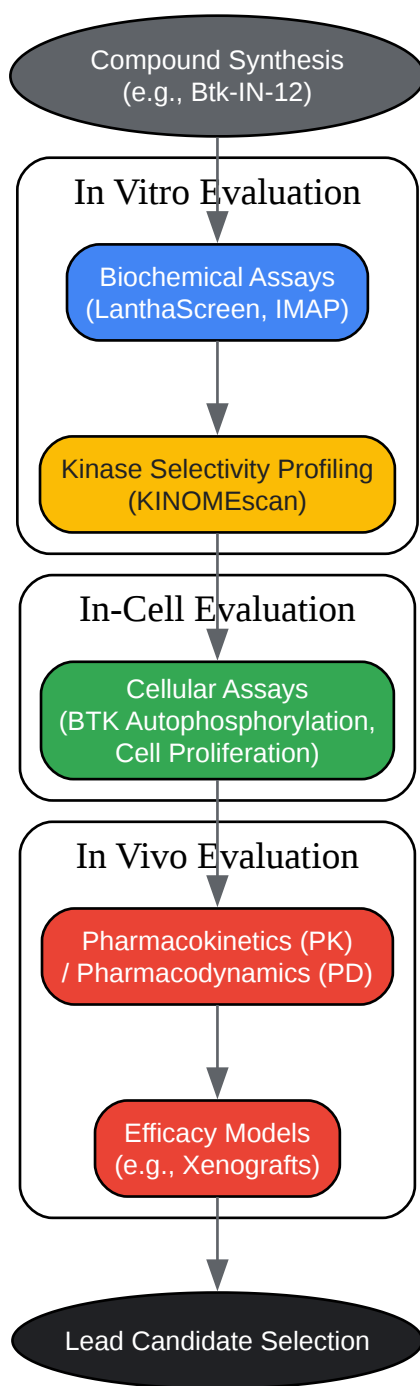 Compound Synthesis
(e.g., Btk-IN-12)
In Vitro Evaluation
Biochemical Assays
(LanthaScreen, IMAP)
Kinase Selectivity Profiling
(KINOMEscan)
In-Cell Evaluation
Cellular Assays
(BTK Autophosphorylation,
Cell Proliferation)
In Vivo Evaluation
Pharmacokinetics (PK)
/ Pharmacodynamics (PD)
Efficacy Models
(e.g., Xenografts)
Lead Candidate Selection